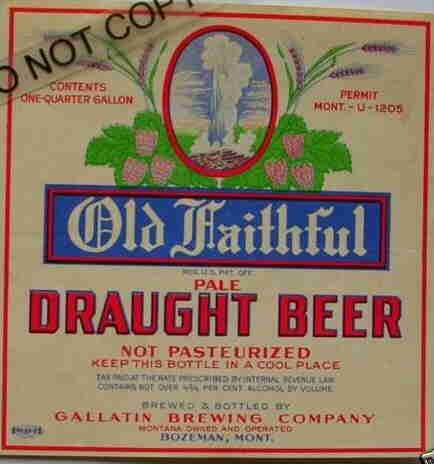 O NOT COPY
CONTENTS
ONE-QUARTER GALLON
PERMIT
MONT. - U - 1205
Old Faithful
REG. U.S. PAT. OFF.
PALE
DRAUGHT BEER
NOT PASTEURIZED
KEEP THIS BOTTLE IN A COOL PLACE
TAX PAID AT THE RATE PRESCRIBED BY INTERNAL REVENUE LAW
CONTAINS NOT OVER 4¾ PER CENT. ALCOHOL BY VOLUME
BREWED & BOTTLED BY
GALLATIN BREWING COMPANY
MONTANA OWNED AND OPERATED
BOZEMAN, MONT.